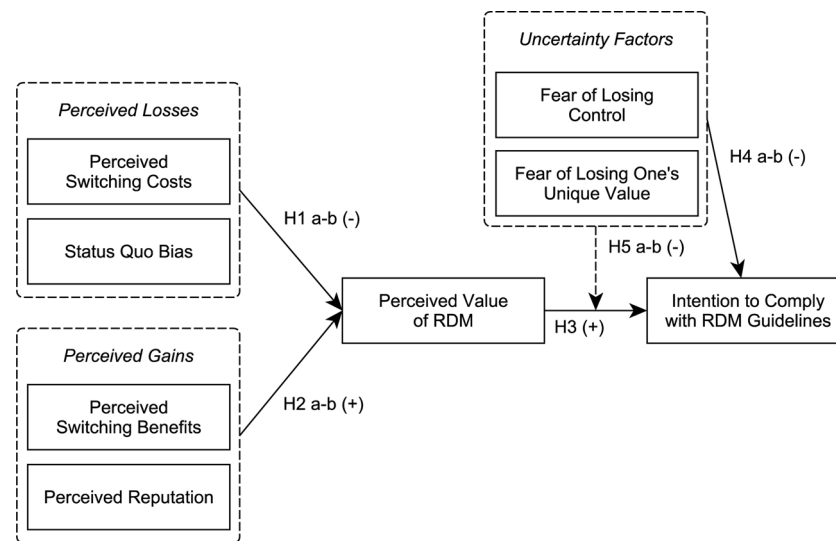 Uncertainty Factors
Fear of Losing
Control
Fear of Losing One's
Unique Value
H4 a-b (-)
H5 a-b (-)
Perceived Losses
Perceived
Switching Costs
Status Quo Bias
H1 a-b (-)
Perceived Value
of RDM
H3 (+)
Intention to Comply
with RDM Guidelines
Perceived Gains
Perceived
Switching Benefits
Perceived Reputation
H2 a-b (+)